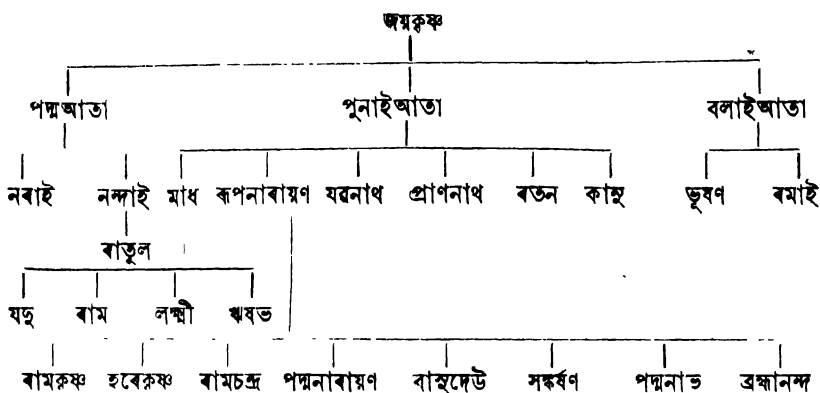 জয়কৃষ্ণ
পদ্মআতা পুনাইআতা বলাইআতা
নৰাই নন্দাই মাধ ৰূপনাৰায়ণ যৱনাথ প্ৰাণনাথ ৰতন কাহ্ন ভূষণ ৰমাই
ৰাতুল
যদু ৰাম লক্ষ্মী ঋষভ
ৰামকৃষ্ণ হৰেকৃষ্ণ ৰামচন্দ্ৰ পদ্মনাৰায়ণ বাসুদেউ সঙ্কৰ্ষণ পদ্মনাভ ব্ৰহ্মানন্দ